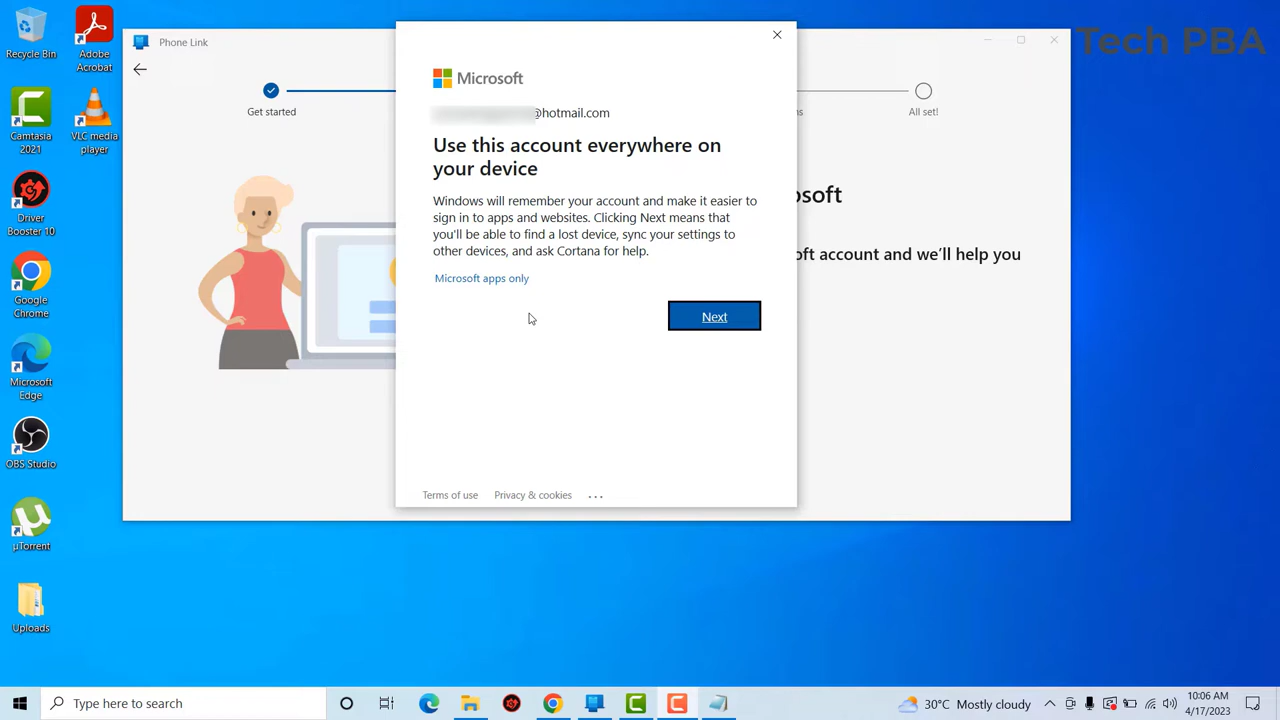 Recycle Bin
Adobe
Acrobat
Camtasia
2021
VLC media
player
Driver
Booster 10
Google
Chrome
Microsoft
Edge
OBS Studio
µTorrent
Uploads
Tech PBA
Phone Link
Get started
ns
All set!
osoft
oft account and we'll help you
Microsoft
@hotmail.com
Use this account everywhere on
your device
Windows will remember your account and make it easier to
sign in to apps and websites. Clicking Next means that
you'll be able to find a lost device, sync your settings to
other devices, and ask Cortana for help.
Microsoft apps only
Next
Terms of use Privacy & cookies ...
Type here to search
30°C Mostly cloudy
10:06 AM
4/17/2023